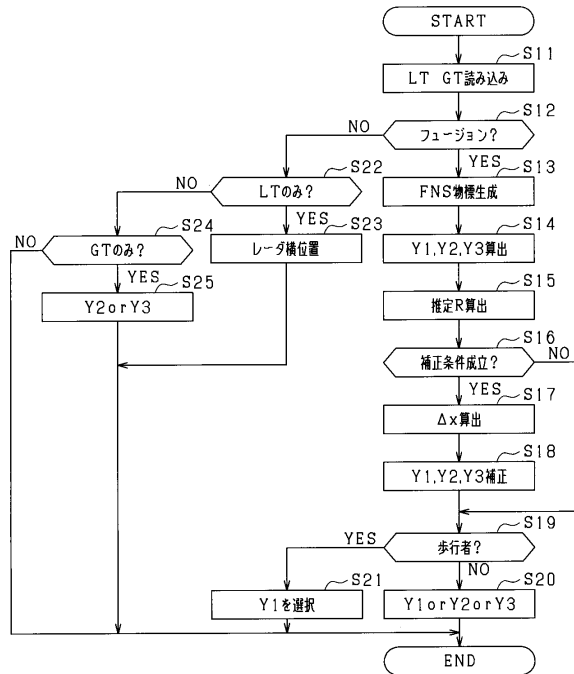 START
S11
LT GT読み込み
S12
NO
フュージョン?
YES
S22
S13
NO
LTのみ?
FNS物標生成
S24
YES
S23
S14
NO
GTのみ?
レーダ横位置
Y1,Y2,Y3算出
YES
S25
S15
Y2orY3
推定R算出
S16
補正条件成立?
NO
YES
S17
Δx算出
S18
Y1,Y2,Y3補正
S19
YES
歩行者?
S21
NO
S20
Y1を選択
Y1orY2orY3
END